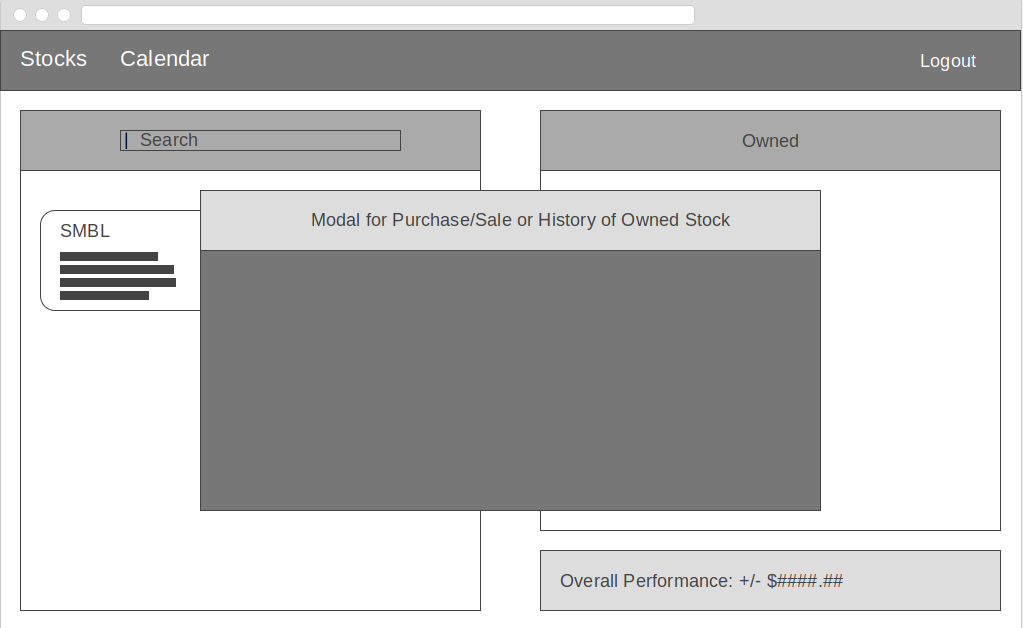 Stocks Calendar Logout
Search
Owned
Modal for Purchase/Sale or History of Owned Stock
SMBL
Overall Performance: +/- $####.##